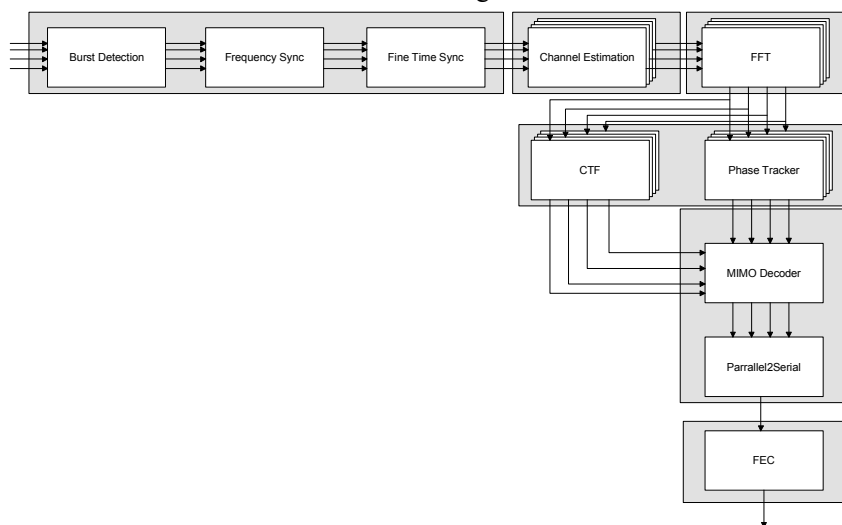 Burst Detection
Frequency Sync
Fine Time Sync
Channel Estimation
FFT
CTF
Phase Tracker
MIMO Decoder
Parrallel2Serial
FEC